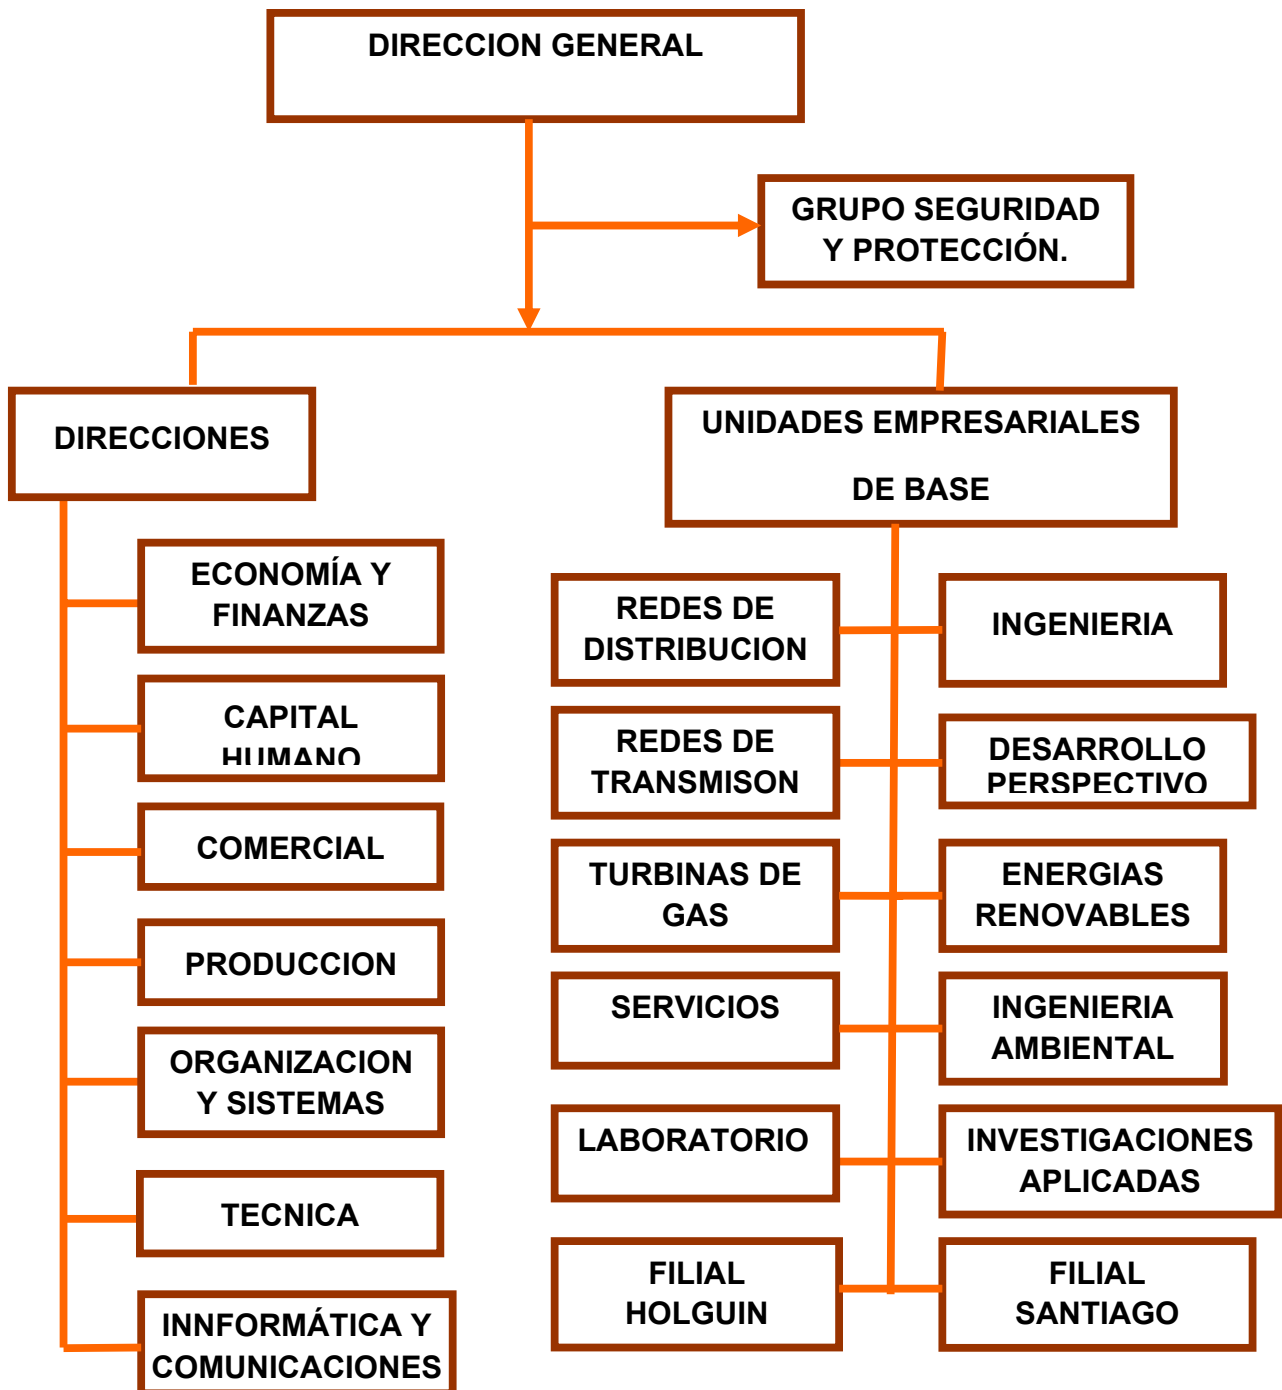 DIRECCION GENERAL
GRUPO SEGURIDAD
Y PROTECCIÓN.
DIRECCIONES
ECONOMÍA Y
FINANZAS
CAPITAL
HUMANO
COMERCIAL
PRODUCCION
ORGANIZACION
Y SISTEMAS
TECNICA
INNFORMÁTICA Y
COMUNICACIONES
UNIDADES EMPRESARIALES
DE BASE
REDES DE
DISTRIBUCION
INGENIERIA
REDES DE
TRANSMISON
DESARROLLO
PERSPECTIVO
TURBINAS DE
GAS
ENERGIAS
RENOVABLES
SERVICIOS
INGENIERIA
AMBIENTAL
LABORATORIO
INVESTIGACIONES
APLICADAS
FILIAL
HOLGUIN
FILIAL
SANTIAGO